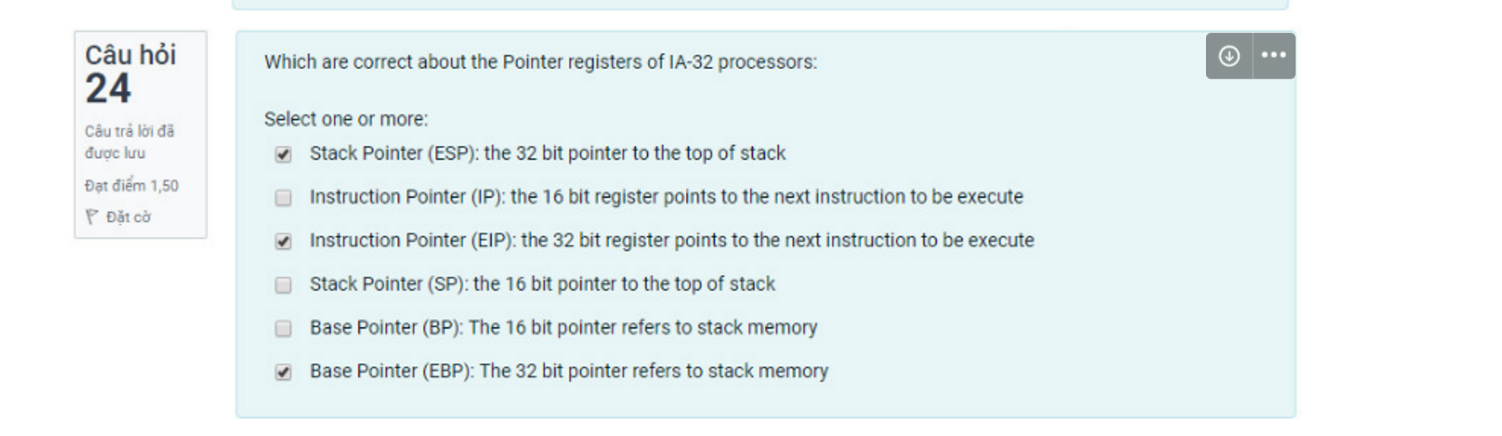 Câu hỏi
24
Câu trả lời đã
được lưu
Đạt điểm 1,50
Đặt cờ
Which are correct about the Pointer registers of IA-32 processors:
Select one or more:
Stack Pointer (ESP): the 32 bit pointer to the top of stack
Instruction Pointer (IP): the 16 bit register points to the next instruction to be execute
Instruction Pointer (EIP): the 32 bit register points to the next instruction to be execute
Stack Pointer (SP): the 16 bit pointer to the top of stack
Base Pointer (BP): The 16 bit pointer refers to stack memory
Base Pointer (EBP): The 32 bit pointer refers to stack memory